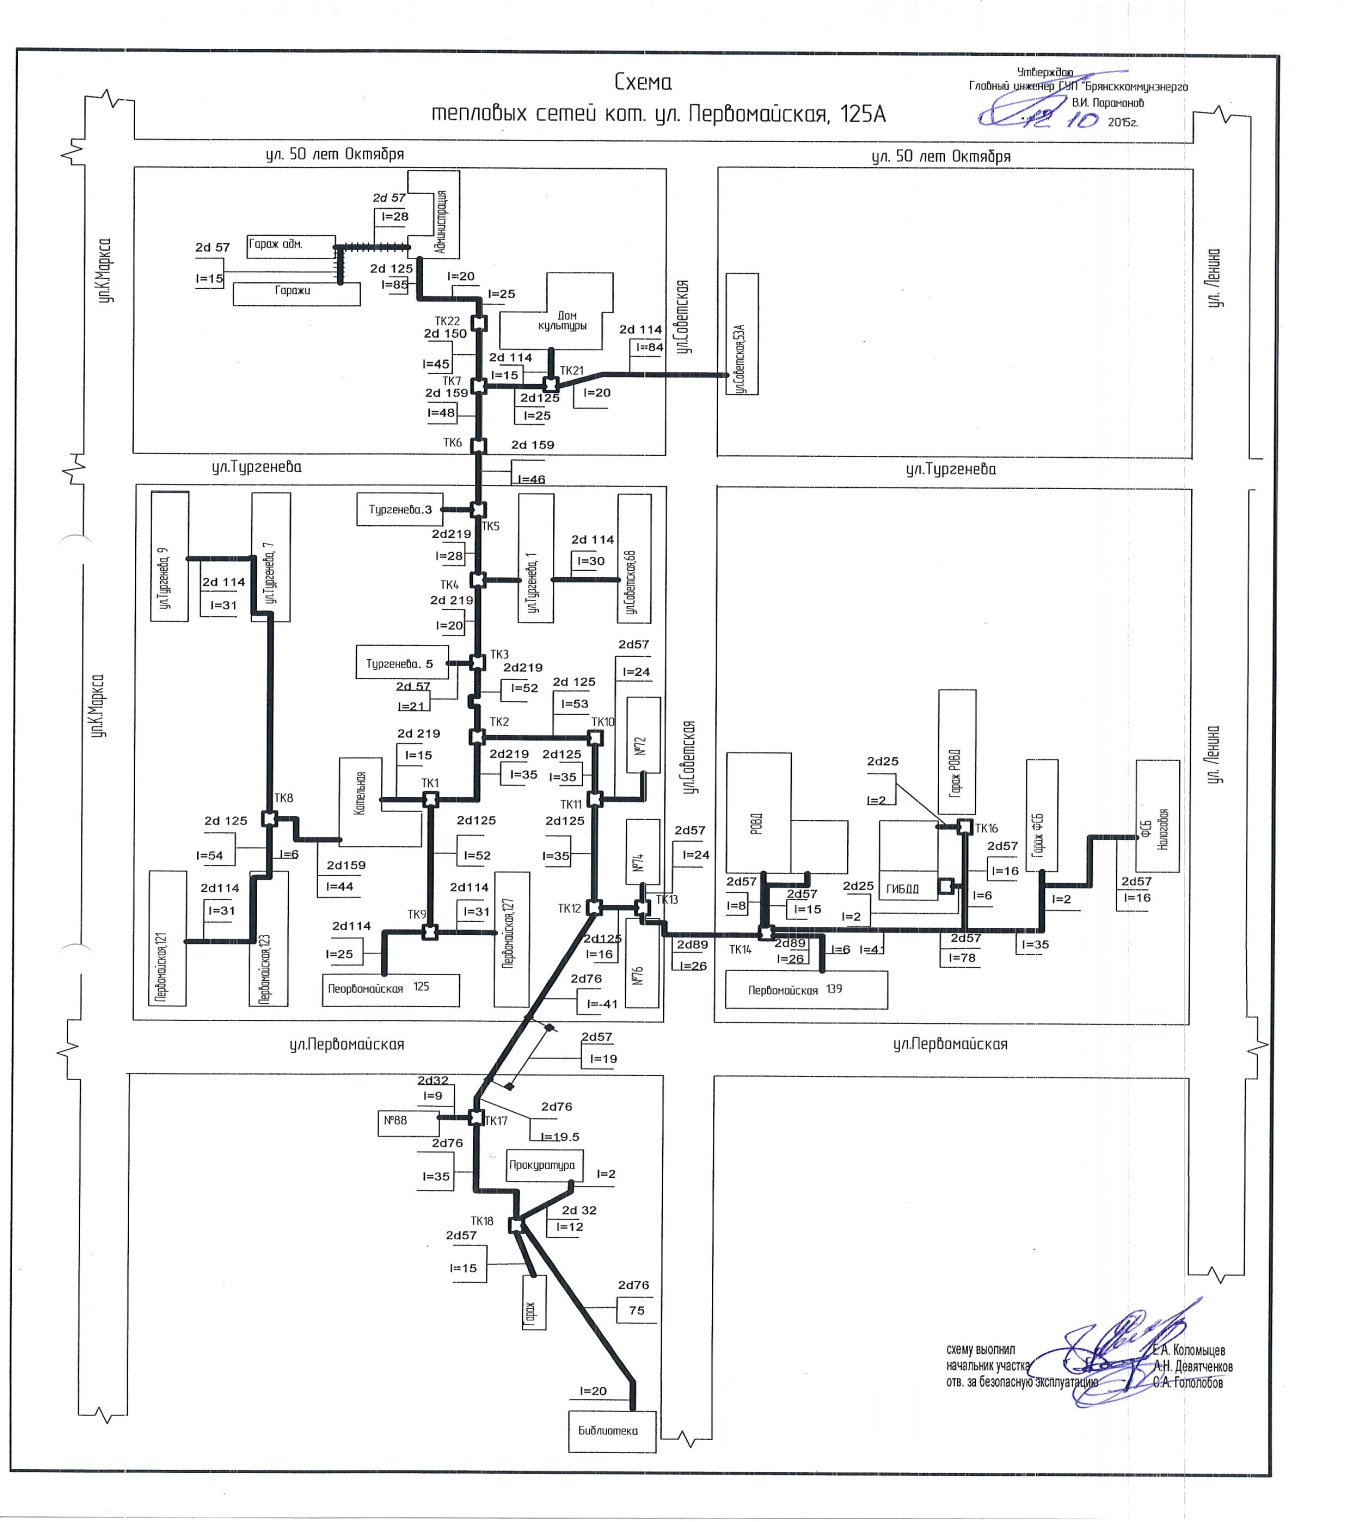 Схема
тепловых сетей кот. ул. Первомайская, 125А
Утверждаю
Главный инженер ГУП "Брянсккоммунэнерго
В.И. Параманов
12 10 2015г.
ул. 50 лет Октября
ул. 50 лет Октября
ул.К.Маркса
ул.Советская
ул. Ленина
2d 57
l=28
Администрация
Гараж адм.
2d 57
l=15
Гаражи
2d 125
l=85
l=20
l=25
ТК22
2d 150
l=45
Дом
культуры
2d 114
l=84
ул.Советская,53А
2d 114
l=15
ТК21
ТК7
2d 159
l=48
2d125
l=25
l=20
ТК6
2d 159
l=46
ул.Тургенева
ул.Тургенева
ул.Тургенева, 9
ул.Тургенева, 7
Тургенева.3
ТК5
2d219
l=28
ул.Тургенева, 1
2d 114
l=30
ул.Советская,68
2d 114
l=31
ТК4
2d 219
l=20
Тургенева. 5
ТК3
2d 57
l=21
2d219
l=52
2d57
l=24
2d 125
l=53
ул.К.Маркса
ул.Советская
ул. Ленина
ТК2
ТК10
№72
2d 219
l=15
2d219
l=35
2d125
l=35
Котельная
ТК1
ТК11
ТК8
2d 125
l=54
l=6
2d159
l=44
2d125
l=52
2d125
l=35
№74
2d57
l=24
РОВД
2d25
l=2
Гараж РОВД
ТК16
Гараж ФСБ
ФСБ
Налоговая
2d57
l=16
2d114
l=31
2d114
l=31
ТК9
ТК12
ТК13
2d57
l=8
2d57
l=15
2d25
l=2
ГИБДД
l=6
l=2
2d57
l=16
Первомайская,121
Первомайская,123
2d114
l=25
Пеорвомайская 125
Первомайская,127
2d125
l=16
№76
2d89
l=26
ТК14
2d89
l=26
l=6
l=41
2d57
l=78
l=35
Первомайская 139
2d76
l=-41
ул.Первомайская
ул.Первомайская
2d57
l=19
2d32
l=9
№88
ТК17
2d76
l=19.5
2d76
l=35
Прокуратура
l=2
ТК18
2d 32
l=12
2d57
l=15
Гараж
2d76
75
l=20
Библиотека
схему выолнил Е.А. Коломыцев
начальник участка А.Н. Девятченков
отв. за безопасную эксплуатацию С.А. Гололобов